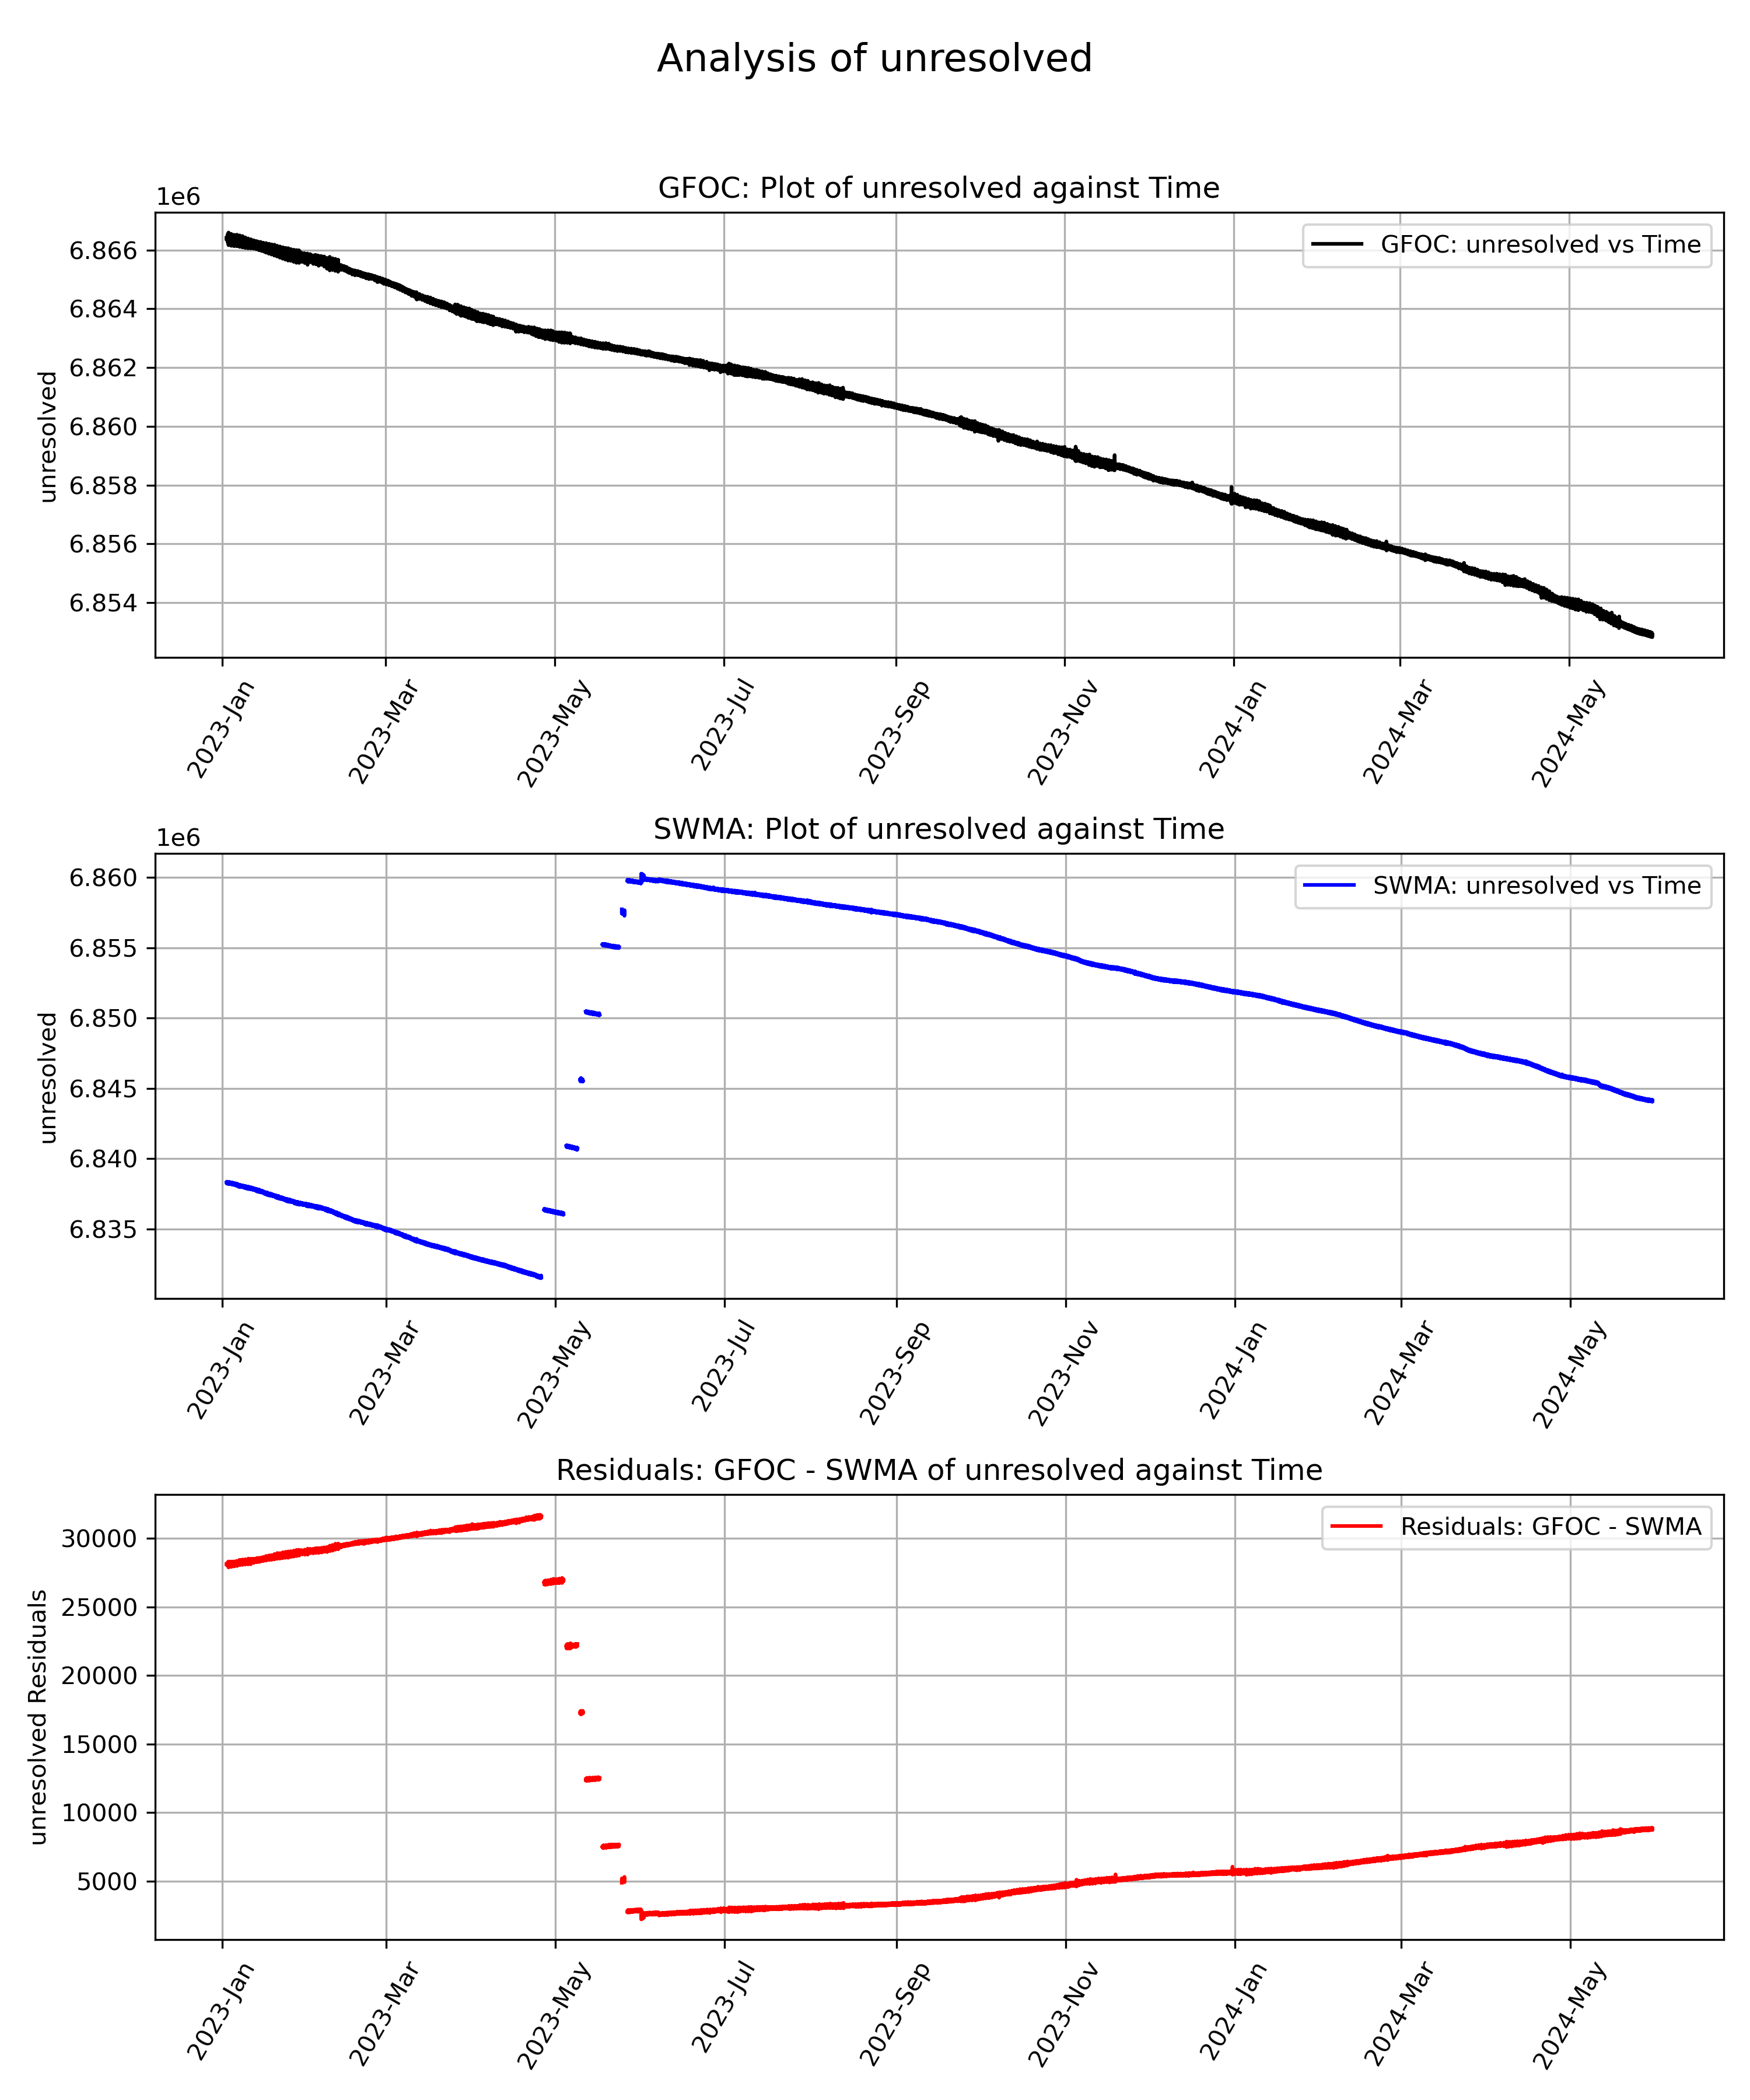 Analysis of unresolved
GFOC: Plot of unresolved against Time
1e6
GFOC: unresolved vs Time
unresolved
6.866
6.864
6.862
6.860
6.858
6.856
6.854
2023-Jan
2023-Mar
2023-May
2023-Jul
2023-Sep
2023-Nov
2024-Jan
2024-Mar
2024-May
SWMA: Plot of unresolved against Time
1e6
SWMA: unresolved vs Time
unresolved
6.860
6.855
6.850
6.845
6.840
6.835
2023-Jan
2023-Mar
2023-May
2023-Jul
2023-Sep
2023-Nov
2024-Jan
2024-Mar
2024-May
Residuals: GFOC - SWMA of unresolved against Time
Residuals: GFOC - SWMA
unresolved Residuals
30000
25000
20000
15000
10000
5000
2023-Jan
2023-Mar
2023-May
2023-Jul
2023-Sep
2023-Nov
2024-Jan
2024-Mar
2024-May